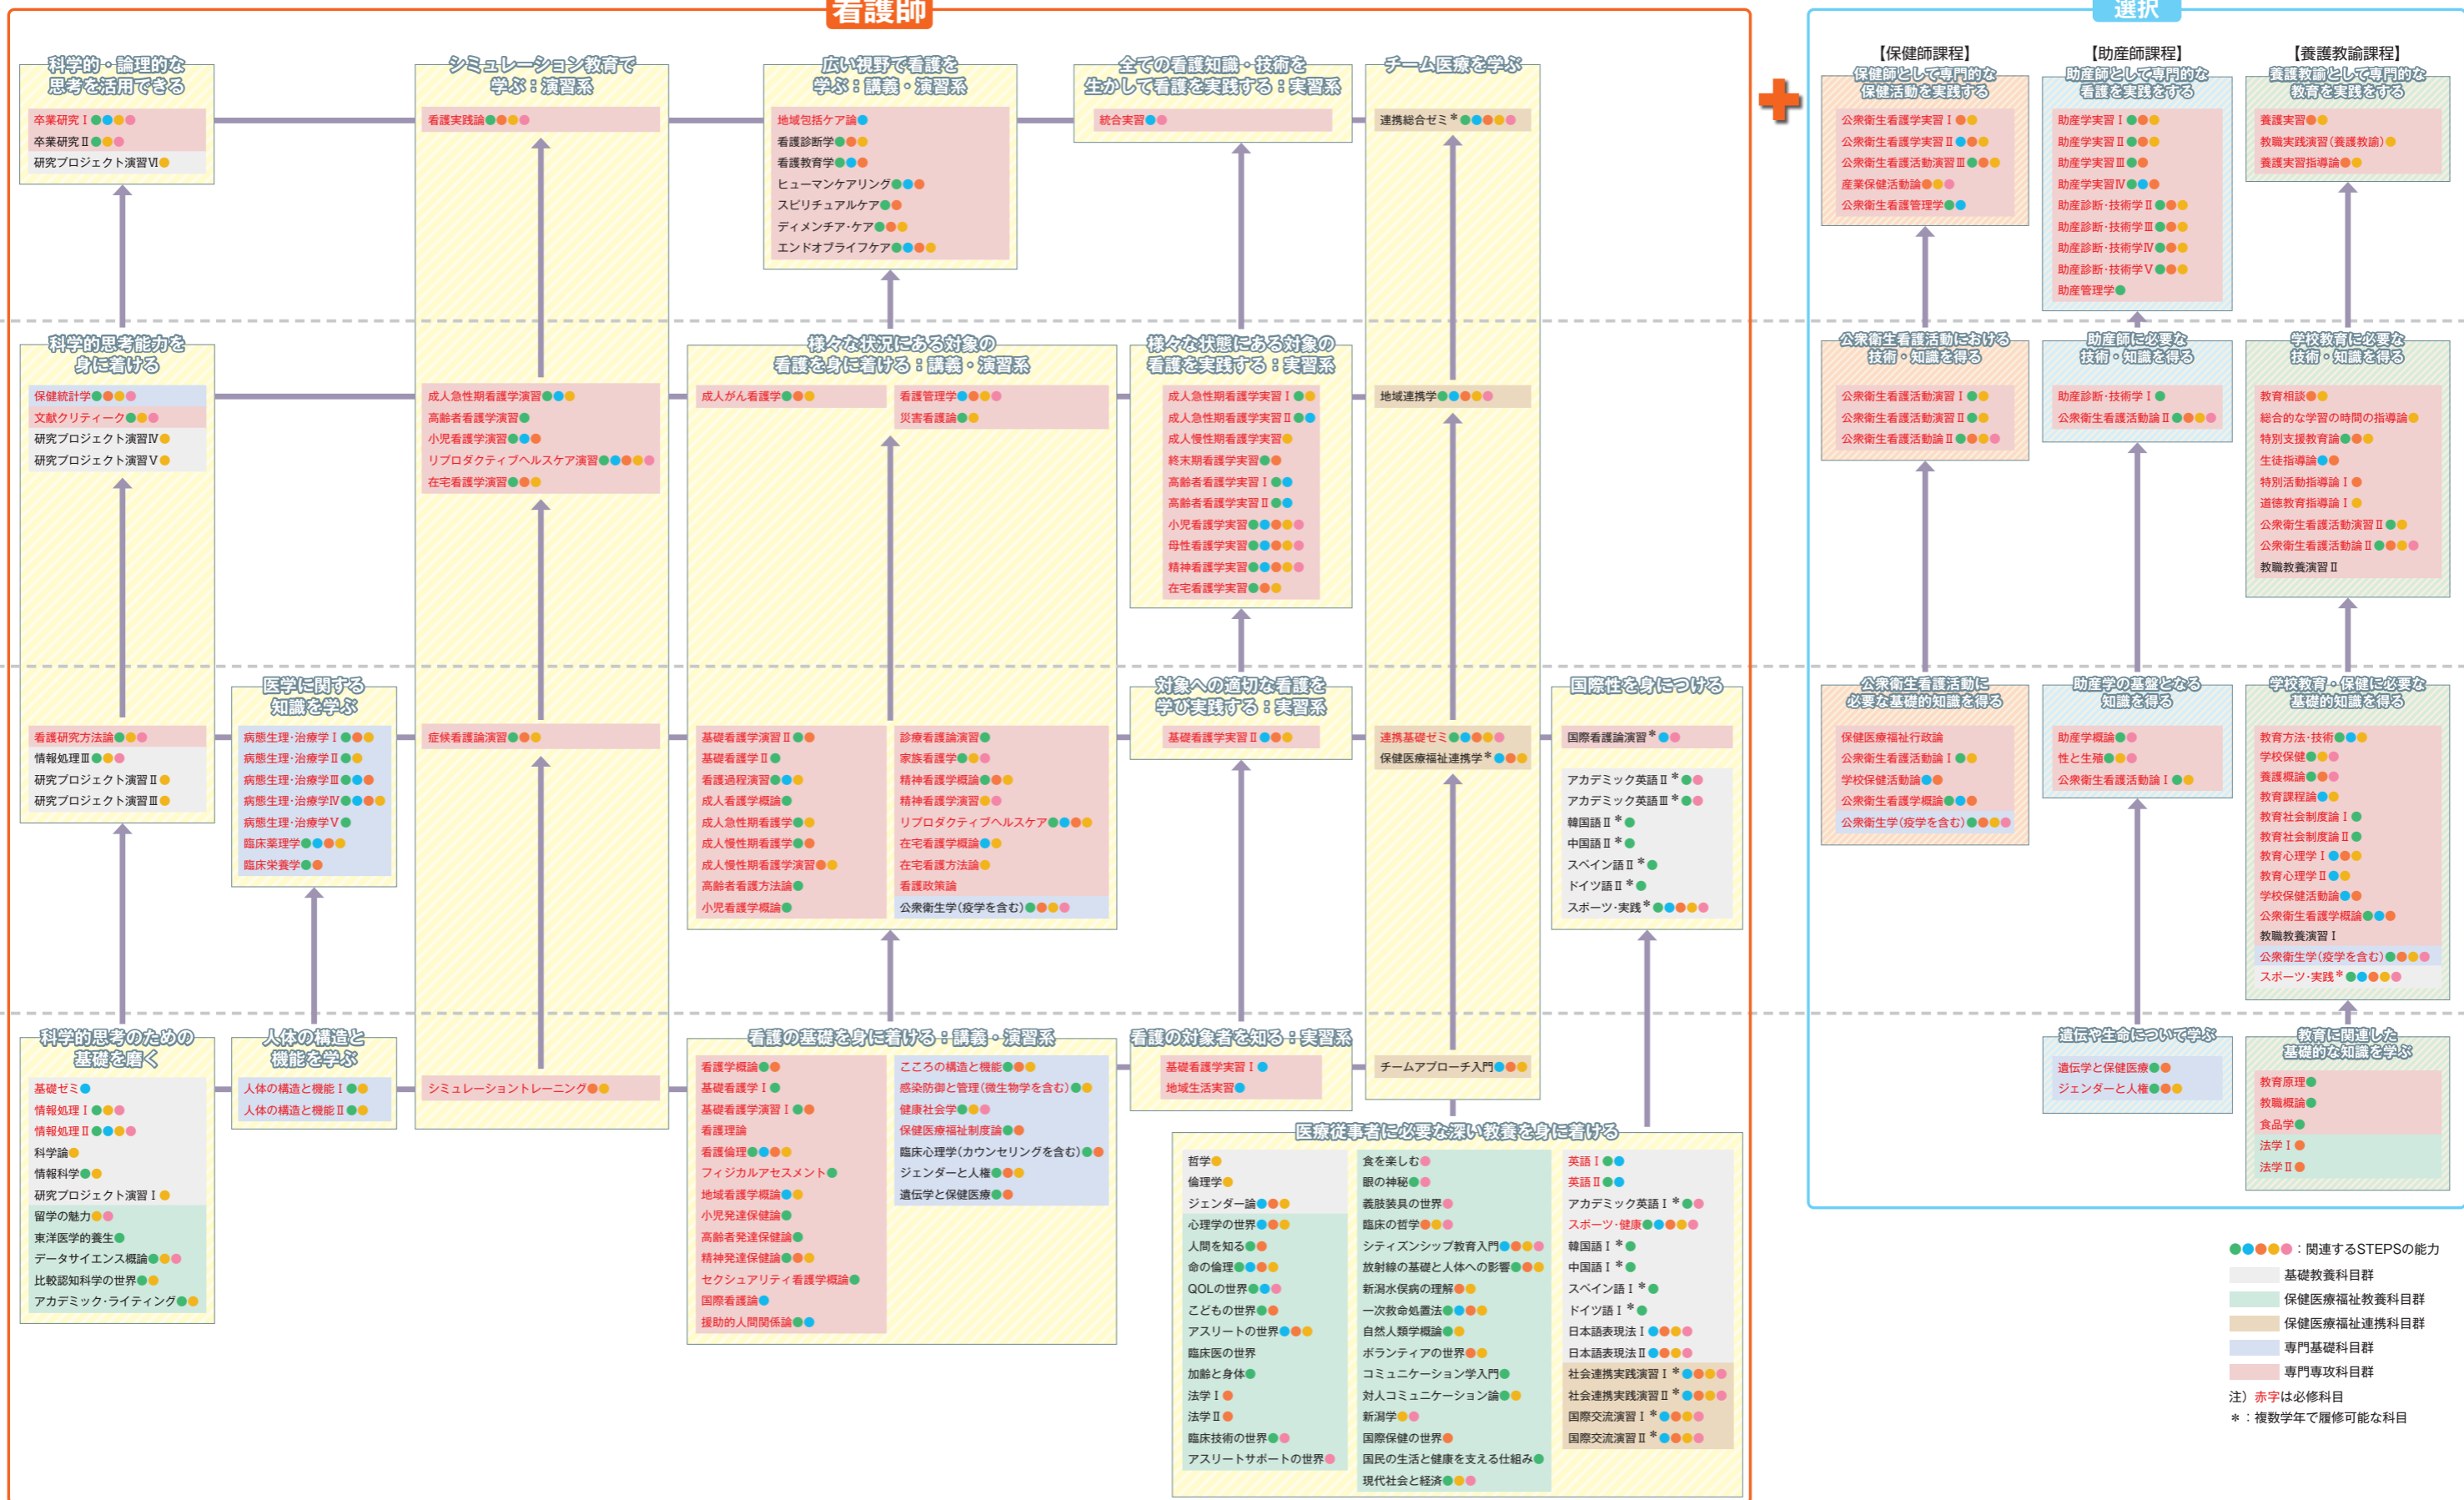 看護師
選択
科学的・論理的な
思考を活用できる
卒業研究Ⅰ
卒業研究Ⅱ
研究プロジェクト演習Ⅵ
シミュレーション教育で
学ぶ：演習系
看護実践論
広い視野で看護を
学ぶ：講義・演習系
地域包括ケア論
看護診断学
看護教育学
ヒューマンケアリング
スピリチュアルケア
ディメンチア・ケア
エンドオブライフケア
全ての看護知識・技術を
生かして看護を実践する：実習系
統合実習
チーム医療を学ぶ
連携総合ゼミ*
【保健師課程】
保健師として専門的な
保健活動を実践する
公衆衛生看護学実習Ⅰ
公衆衛生看護学実習Ⅱ
公衆衛生看護活動演習Ⅲ
産業保健活動論
公衆衛生看護管理学
【助産師課程】
助産師として専門的な
看護を実践をする
助産学実習Ⅰ
助産学実習Ⅱ
助産学実習Ⅲ
助産学実習Ⅳ
助産診断・技術学Ⅱ
助産診断・技術学Ⅲ
助産診断・技術学Ⅳ
助産診断・技術学Ⅴ
助産管理学
【養護教諭課程】
養護教諭として専門的な
教育を実践をする
養護実習
教職実践演習（養護教諭）
養護実習指導論
科学的思考能力を
身に着ける
保健統計学
文献クリティーク
研究プロジェクト演習Ⅳ
研究プロジェクト演習Ⅴ
成人急性期看護学演習
高齢者看護学演習
小児看護学演習
リプロダクティブヘルスケア演習
在宅看護学演習
様々な状況にある対象の
看護を身に着ける：講義・演習系
成人がん看護学
看護管理学
災害看護論
様々な状態にある対象の
看護を実践する：実習系
成人急性期看護学実習Ⅰ
成人急性期看護学実習Ⅱ
成人慢性期看護学実習
終末期看護学実習
高齢者看護学実習Ⅰ
高齢者看護学実習Ⅱ
小児看護学実習
母性看護学実習
精神看護学実習
在宅看護学実習
地域連携学
公衆衛生看護活動における
技術・知識を得る
公衆衛生看護活動演習Ⅰ
公衆衛生看護活動演習Ⅱ
公衆衛生看護活動論Ⅱ
助産師に必要な
技術・知識を得る
助産診断・技術学Ⅰ
公衆衛生看護活動論Ⅱ
学校教育に必要な
技術・知識を得る
教育相談
総合的な学習の時間の指導論
特別支援教育論
生徒指導論
特別活動指導論Ⅰ
道徳教育指導論Ⅰ
公衆衛生看護活動演習Ⅱ
公衆衛生看護活動論Ⅱ
教職教養演習Ⅱ
看護研究方法論
情報処理Ⅲ
研究プロジェクト演習Ⅱ
研究プロジェクト演習Ⅲ
医学に関する
知識を学ぶ
病態生理・治療学Ⅰ
病態生理・治療学Ⅱ
病態生理・治療学Ⅲ
病態生理・治療学Ⅳ
病態生理・治療学Ⅴ
臨床薬理学
臨床栄養学
症候看護論演習
基礎看護学演習Ⅱ
基礎看護学Ⅱ
看護過程演習
成人看護学概論
成人急性期看護学
成人慢性期看護学
成人慢性期看護学演習
高齢者看護方法論
小児看護学概論
診療看護論演習
家族看護学
精神看護学概論
精神看護学演習
リプロダクティブヘルスケア
在宅看護学概論
在宅看護方法論
看護政策論
公衆衛生学（疫学を含む）
対象への適切な看護を
学び実践する：実習系
基礎看護学実習Ⅱ
連携基礎ゼミ
保健医療福祉連携学*
国際性を身につける
国際看護論演習*
アカデミック英語Ⅱ*
アカデミック英語Ⅲ*
韓国語Ⅱ*
中国語Ⅱ*
スペイン語Ⅱ*
ドイツ語Ⅱ*
スポーツ・実践*
公衆衛生看護活動に
必要な基礎的知識を得る
保健医療福祉行政論
公衆衛生看護活動論Ⅰ
学校保健活動論
公衆衛生看護学概論
公衆衛生学（疫学を含む）
助産学の基盤となる
知識を得る
助産学概論
性と生殖
公衆衛生看護活動論Ⅰ
学校教育・保健に必要な
基礎的知識を得る
教育方法・技術
学校保健
養護概論
教育課程論
教育社会制度論Ⅰ
教育社会制度論Ⅱ
教育心理学Ⅰ
教育心理学Ⅱ
学校保健活動論
公衆衛生看護学概論
教職教養演習Ⅰ
公衆衛生学（疫学を含む）
スポーツ・実践*
科学的思考のための
基礎を磨く
基礎ゼミ
情報処理Ⅰ
情報処理Ⅱ
科学論
情報科学
研究プロジェクト演習Ⅰ
留学の魅力
東洋医学的養生
データサイエンス概論
比較認知科学の世界
アカデミック・ライティング
人体の構造と
機能を学ぶ
人体の構造と機能Ⅰ
人体の構造と機能Ⅱ
シミュレーショントレーニング
看護の基礎を身に着ける：講義・演習系
看護学概論
基礎看護学Ⅰ
基礎看護学演習Ⅰ
看護理論
看護倫理
フィジカルアセスメント
地域看護学概論
小児発達保健論
高齢者発達保健論
精神発達保健論
セクシュアリティ看護学概論
国際看護論
援助的人間関係論
こころの構造と機能
感染防御と管理（微生物学を含む）
健康社会学
保健医療福祉制度論
臨床心理学（カウンセリングを含む）
ジェンダーと人権
遺伝学と保健医療
看護の対象者を知る：実習系
基礎看護学実習Ⅰ
地域生活実習
チームアプローチ入門
医療従事者に必要な深い教養を身に着ける
哲学
倫理学
ジェンダー論
心理学の世界
人間を知る
命の倫理
QOLの世界
こどもの世界
アスリートの世界
臨床医の世界
加齢と身体
法学Ⅰ
法学Ⅱ
臨床技術の世界
アスリートサポートの世界
食を楽しむ
眼の神秘
義肢装具の世界
臨床の哲学
シティズンシップ教育入門
放射線の基礎と人体への影響
新潟水俣病の理解
一次救命処置法
自然人類学概論
ボランティアの世界
コミュニケーション学入門
対人コミュニケーション論
新潟学
国際保健の世界
国民の生活と健康を支える仕組み
現代社会と経済
英語Ⅰ
英語Ⅱ
アカデミック英語Ⅰ*
スポーツ・健康
韓国語Ⅰ*
中国語Ⅰ*
スペイン語Ⅰ*
ドイツ語Ⅰ*
日本語表現法Ⅰ
日本語表現法Ⅱ
社会連携実践演習Ⅰ*
社会連携実践演習Ⅱ*
国際交流演習Ⅰ*
国際交流演習Ⅱ*
遺伝や生命について学ぶ
遺伝学と保健医療
ジェンダーと人権
教育に関連した
基礎的な知識を学ぶ
教育原理
教職概論
食品学
法学Ⅰ
法学Ⅱ
：関連するSTEPSの能力
基礎教養科目群
保健医療福祉教養科目群
保健医療福祉連携科目群
専門基礎科目群
専門専攻科目群
注）赤字は必修科目
*：複数学年で履修可能な科目